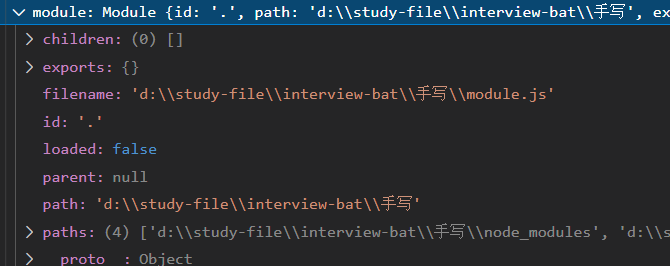 module: Module {id: '.', path: 'd:\\study-file\\interview-bat\\手写', ex
children: (0) []
exports: {}
filename: 'd:\\study-file\\interview-bat\\手写\\module.js'
id: '.'
loaded: false
parent: null
path: 'd:\\study-file\\interview-bat\\手写'
paths: (4) ['d:\\study-file\\interview-bat\\手写\\node_modules', 'd:\\s
__proto__: Object